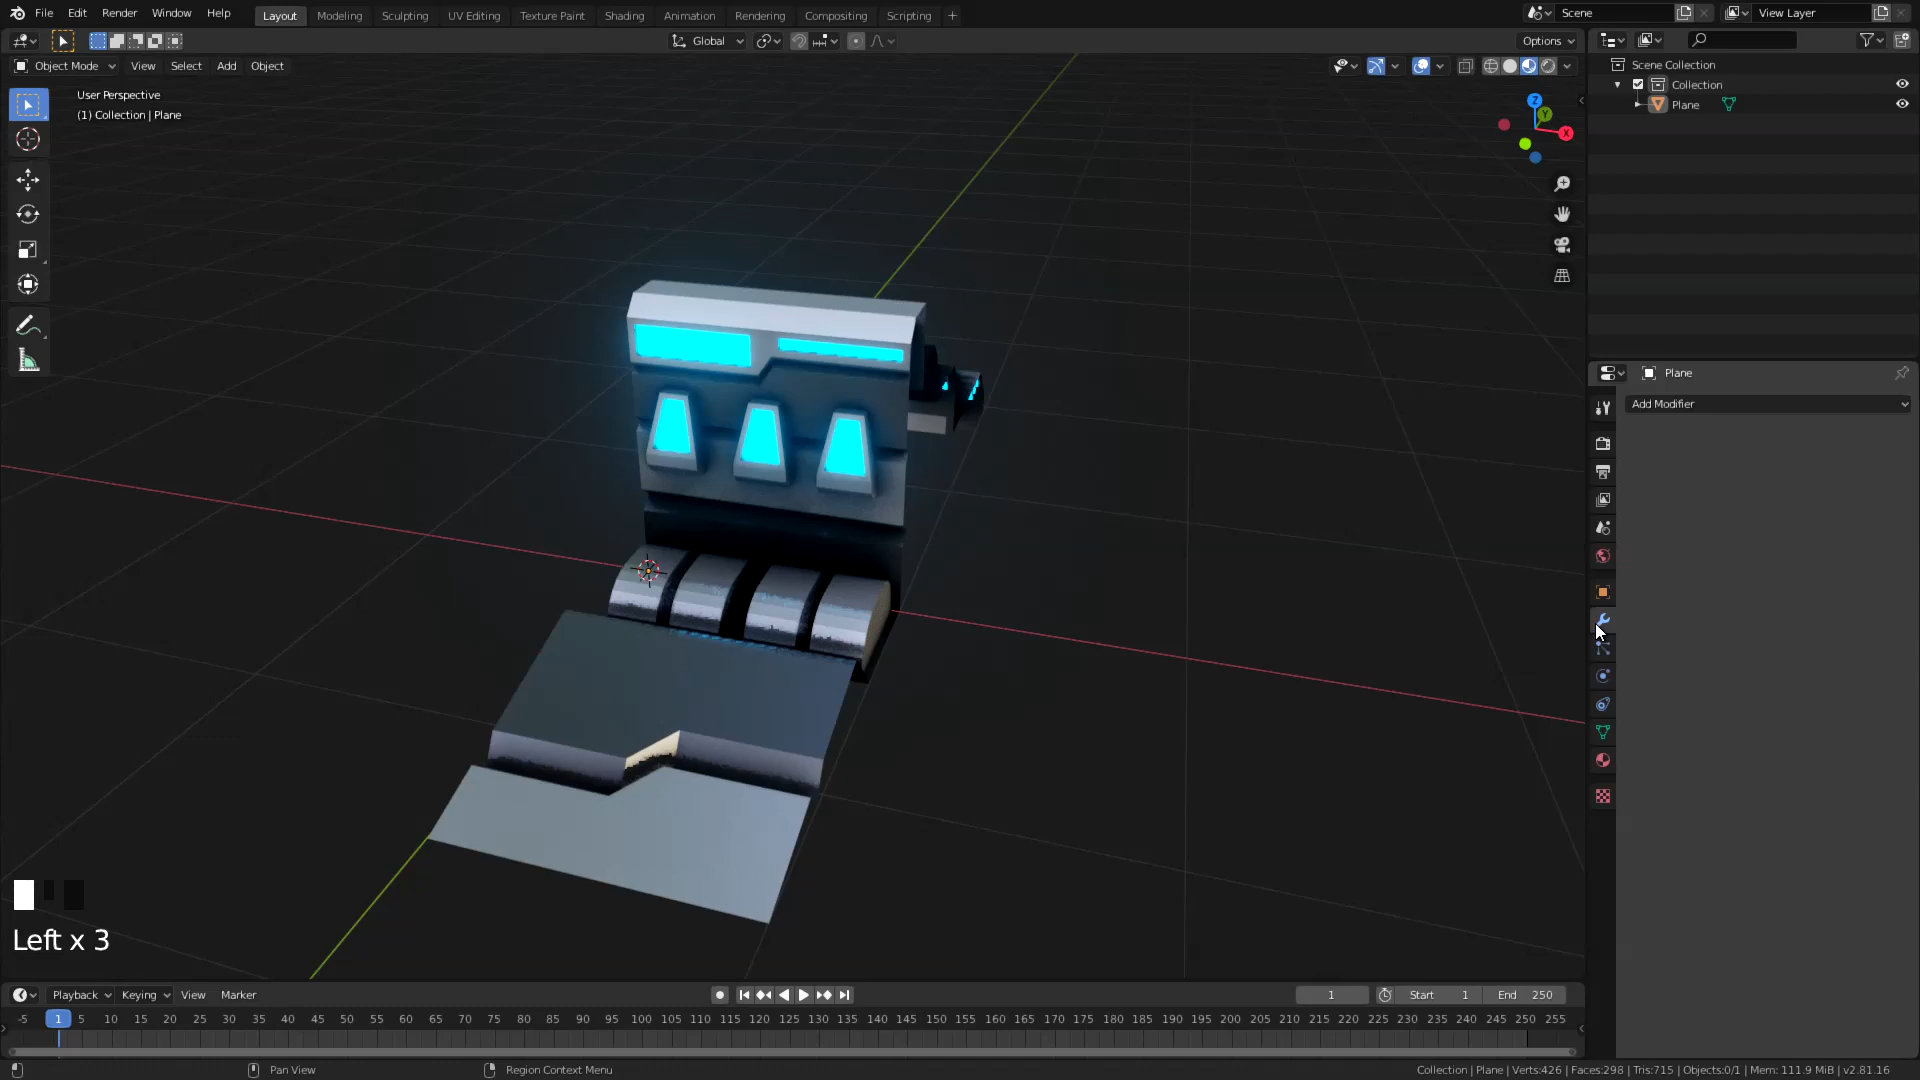 File Edit Render Window Help
Layout Modeling Sculpting UV Editing Texture Paint Shading Animation Rendering Compositing Scripting +
Scene View Layer
Global Options
Object Mode View Select Add Object
User Perspective
(1) Collection | Plane
Z
Y
X
Scene Collection
Collection
Plane
Plane
Add Modifier
Left x 3
Playback Keying View Marker
1 Start 1 End 250
-5 1 5 10 15 20 25 30 35 40 45 50 55 60 65 70 75 80 85 90 95 100 105 110 115 120 125 130 135 140 145 150 155 160 165 170 175 180 185 190 195 200 205 210 215 220 225 230 235 240 245 250 255
Pan View Region Context Menu
Collection | Plane | Verts:426 | Faces:298 | Tris:715 | Objects:0/1 | Mem: 111.9 MiB | v2.81.16